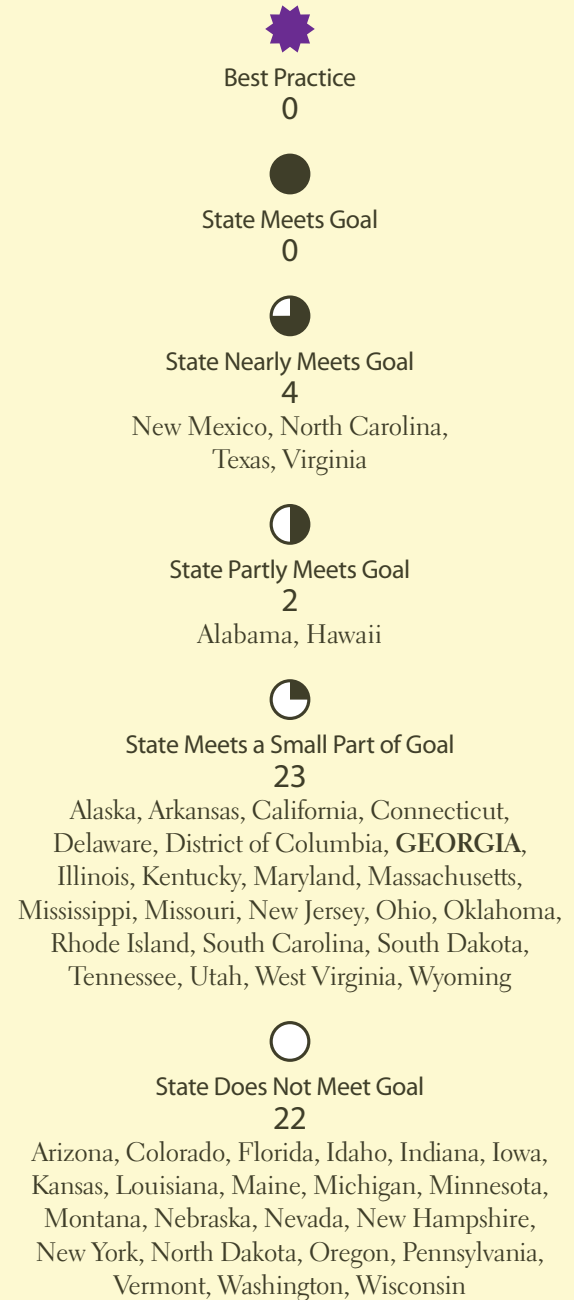 Best Practice
0
State Meets Goal
0
State Nearly Meets Goal
4
New Mexico, North Carolina,
Texas, Virginia
State Partly Meets Goal
2
Alabama, Hawaii
State Meets a Small Part of Goal
23
Alaska, Arkansas, California, Connecticut,
Delaware, District of Columbia, GEORGIA,
Illinois, Kentucky, Maryland, Massachusetts,
Mississippi, Missouri, New Jersey, Ohio, Oklahoma,
Rhode Island, South Carolina, South Dakota,
Tennessee, Utah, West Virginia, Wyoming
State Does Not Meet Goal
22
Arizona, Colorado, Florida, Idaho, Indiana, Iowa,
Kansas, Louisiana, Maine, Michigan, Minnesota,
Montana, Nebraska, Nevada, New Hampshire,
New York, North Dakota, Oregon, Pennsylvania,
Vermont, Washington, Wisconsin